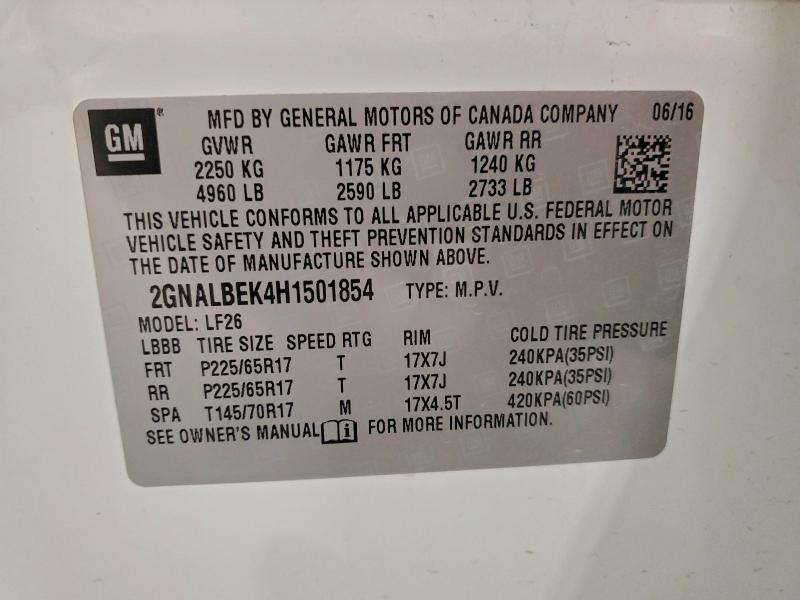 GM ® MFD BY GENERAL MOTORS OF CANADA COMPANY 06/16
GVWR GAWR FRT GAWR RR
2250 KG 1175 KG 1240 KG
4960 LB 2590 LB 2733 LB
THIS VEHICLE CONFORMS TO ALL APPLICABLE U.S. FEDERAL MOTOR
VEHICLE SAFETY AND THEFT PREVENTION STANDARDS IN EFFECT ON
THE DATE OF MANUFACTURE SHOWN ABOVE.
2GNALBEK4H1501854 TYPE: M.P.V.
MODEL: LF26
LBBB TIRE SIZE SPEED RTG RIM COLD TIRE PRESSURE
FRT P225/65R17 T 17X7J 240KPA(35PSI)
RR P225/65R17 T 17X7J 240KPA(35PSI)
SPA T145/70R17 M 17X4.5T 420KPA(60PSI)
SEE OWNER'S MANUAL i FOR MORE INFORMATION.